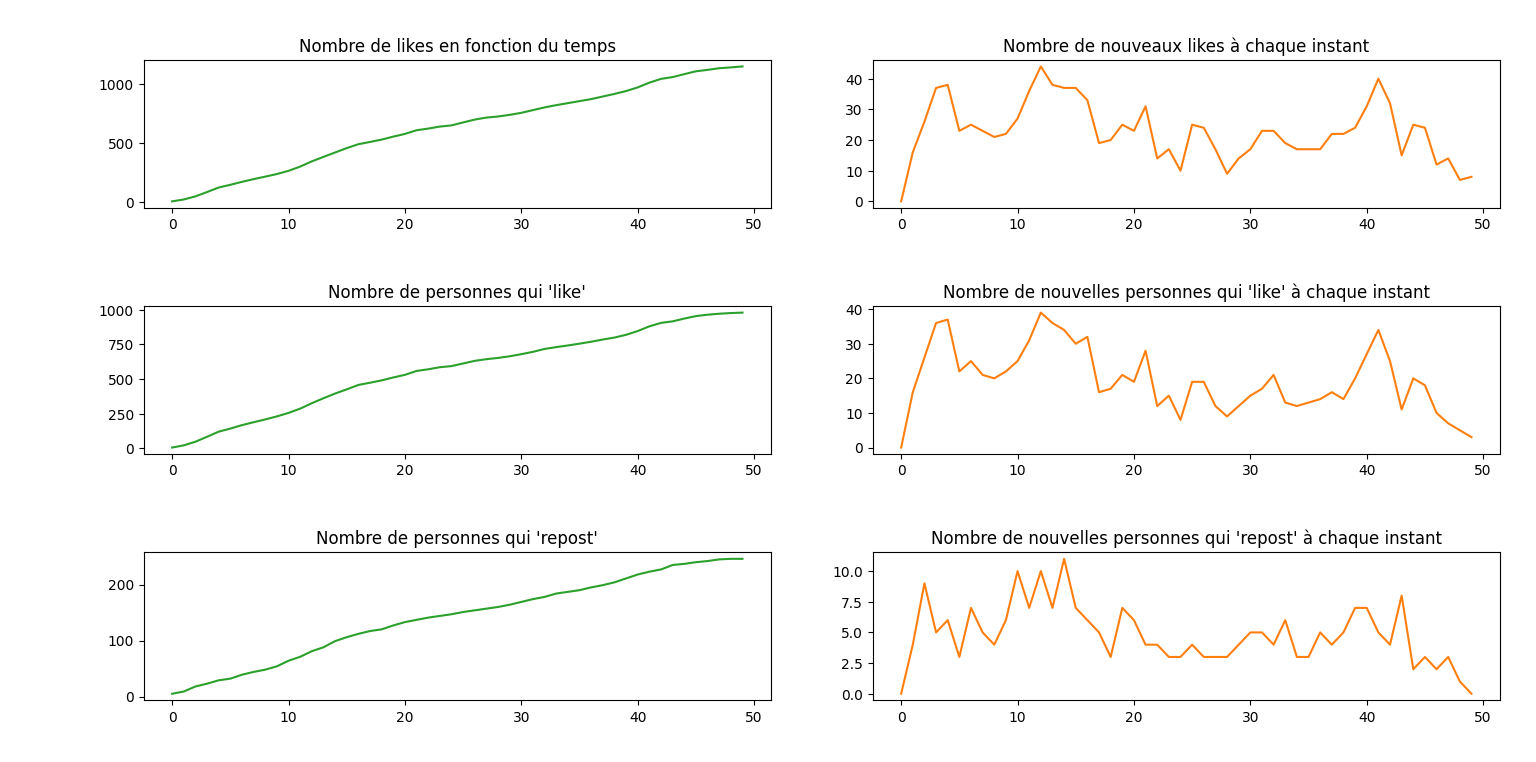 Nombre de likes en fonction du temps
1000
500
0
0 10 20 30 40 50
Nombre de nouveaux likes à chaque instant
40
30
20
10
0
0 10 20 30 40 50
Nombre de personnes qui 'like'
1000
750
500
250
0
0 10 20 30 40 50
Nombre de nouvelles personnes qui 'like' à chaque instant
40
30
20
10
0
0 10 20 30 40 50
Nombre de personnes qui 'repost'
200
100
0
0 10 20 30 40 50
Nombre de nouvelles personnes qui 'repost' à chaque instant
10.0
7.5
5.0
2.5
0.0
0 10 20 30 40 50